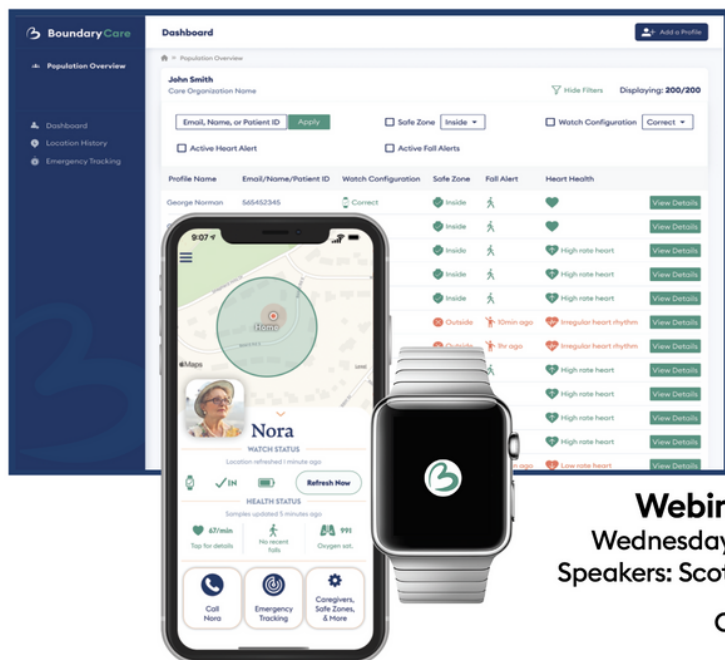 BoundaryCare
Population Overview
Dashboard
Location History
Emergency Tracking
Dashboard
Add a Profile
Population Overview
John Smith
Care Organization Name
Hide Filters
Displaying: 200/200
Email, Name, or Patient ID
Apply
Safe Zone
Inside
Watch Configuration
Correct
Active Heart Alert
Active Fall Alerts
Profile Name Email/Name/Patient ID Watch Configuration Safe Zone Fall Alert Heart Health
George Norman 565452345 Correct Inside View Details
Inside View Details
Inside High rate heart View Details
Inside High rate heart View Details
Inside High rate heart View Details
Outside 10min ago Irregular heart rhythm View Details
Outside 1hr ago Irregular heart rhythm View Details
High rate heart View Details
High rate heart View Details
High rate heart View Details
High rate heart View Details
ago Low rate heart View Details
9:07
Home
Maps
Nora
WATCH STATUS
Location refreshed 1 minute ago
IN
Refresh Now
HEALTH STATUS
Samples updated 5 minutes ago
67/min
Tap for details
No recent
falls
Oxygen sat.
Call
Nora
Emergency
Tracking
Caregivers,
Safe Zones,
& More
Webin
Wednesday
Speakers: Scot